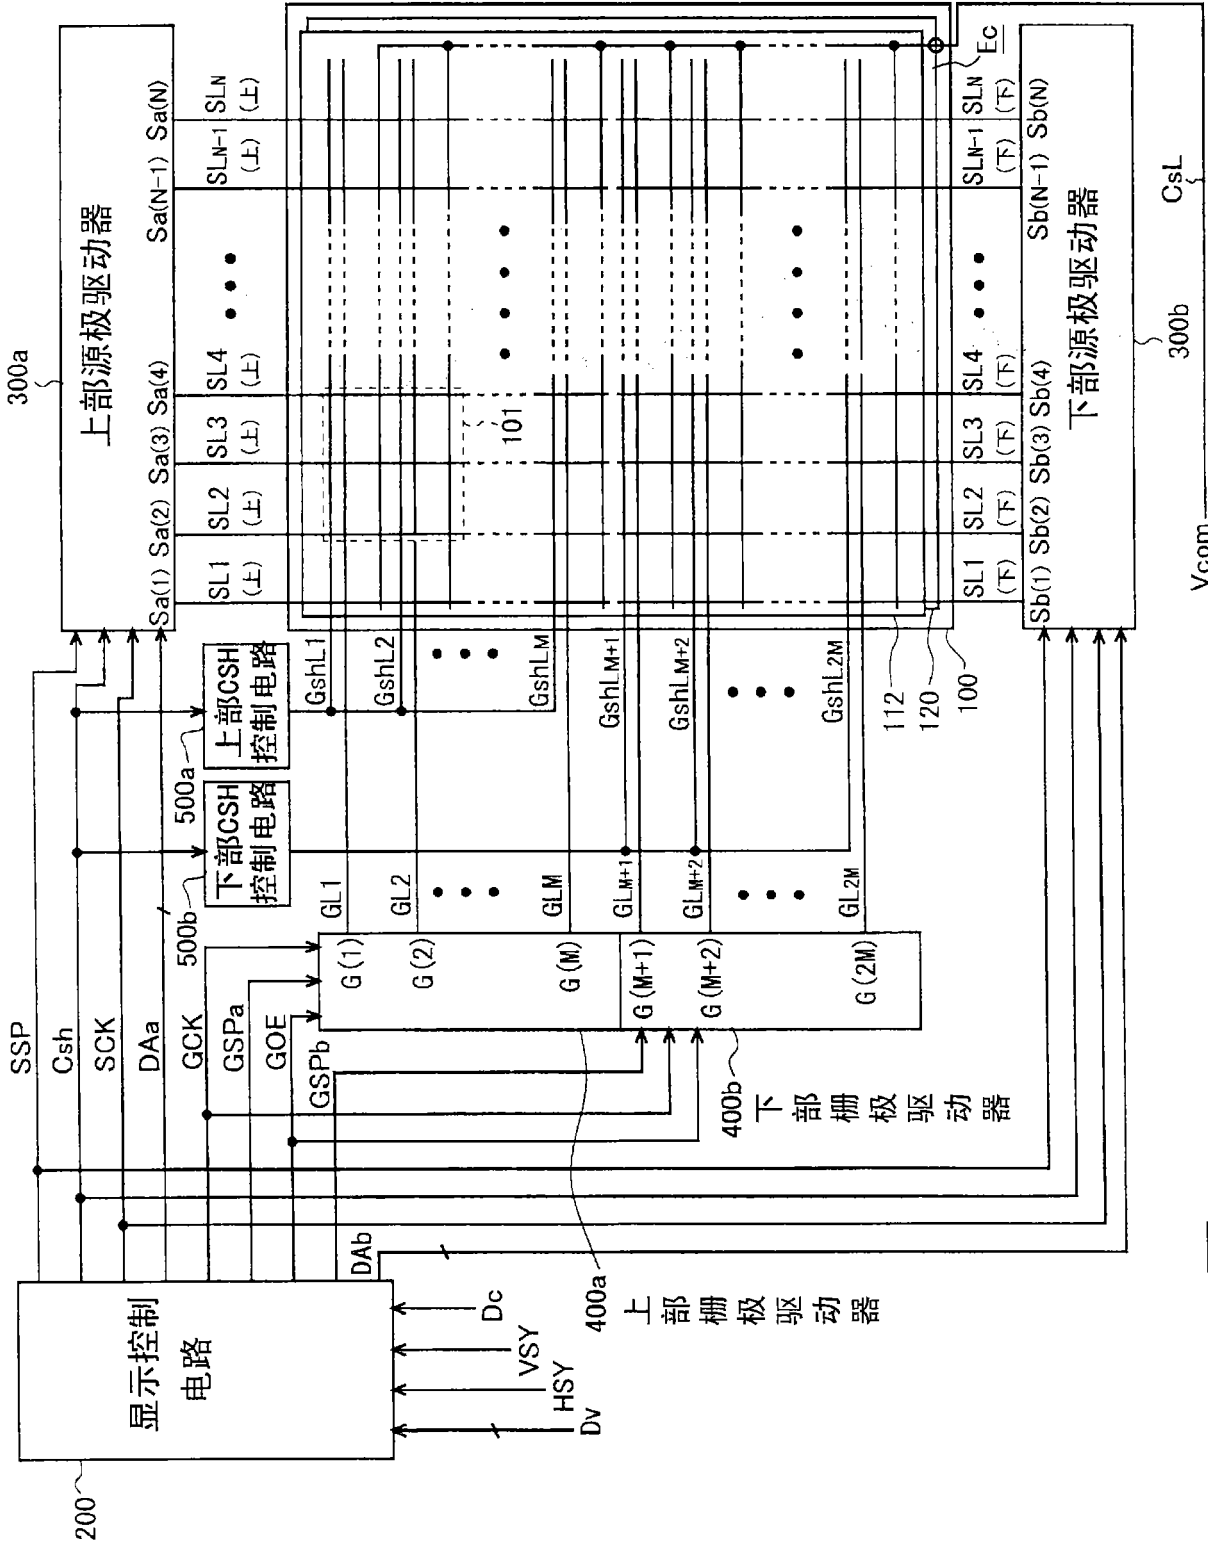 300a
上部源极驱动器
Sa(1) Sa(2) Sa(3) Sa(4) Sa(N-1) Sa(N)
SL1 SL2 SL3 SL4 SLN-1 SLN
(上) (上) (上) (上) (上) (上)
SSP
Csh
SCK
DAa
GCK
GSPa
GOE
GSPb
DAb
500a
上部CSH
控制电路
500b
下部CSH
控制电路
GshL1
GshL2
GshLM
GshLM+1
GshLM+2
GshL2M
GL1
GL2
GLM
GLM+1
GLM+2
GL2M
G(1)
G(2)
G(M)
G(M+1)
G(M+2)
G(2M)
101
Ec
112
120
100
400a
上部栅极驱动器
400b
下部栅极驱动器
200
显示控制
电路
Dv
HSY
VSY
Dc
SL1 SL2 SL3 SL4 SLN-1 SLN
(下) (下) (下) (下) (下) (下)
Sb(1) Sb(2) Sb(3) Sb(4) Sb(N-1) Sb(N)
下部源极驱动器
300b
CsL
Vcom